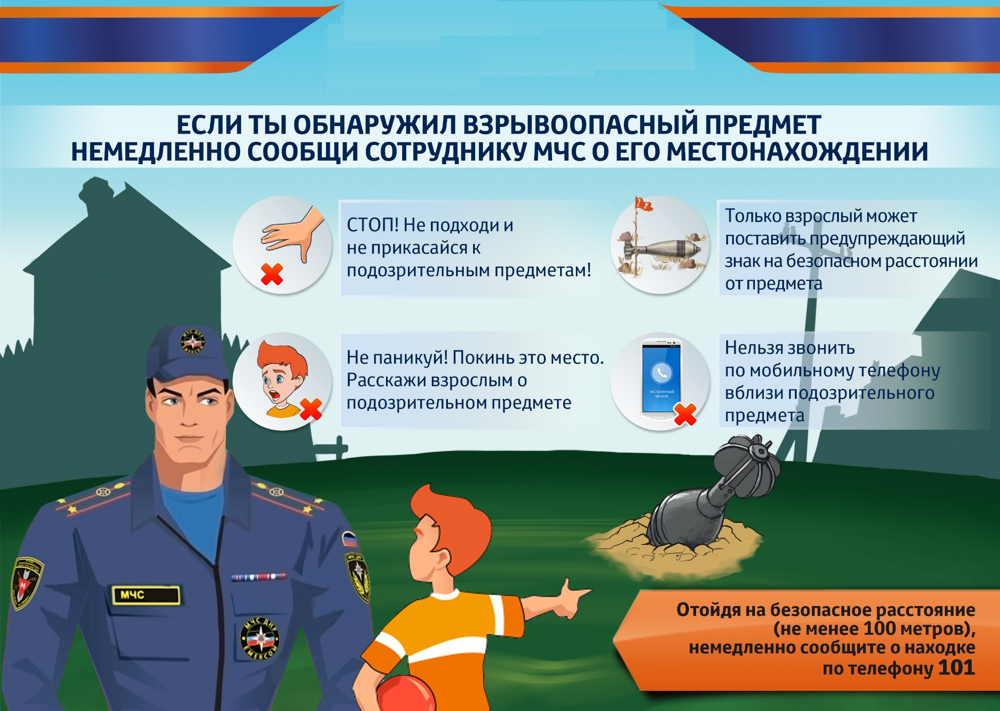 ЕСЛИ ТЫ ОБНАРУЖИЛ ВЗРЫВООПАСНЫЙ ПРЕДМЕТ
НЕМЕДЛЕННО СООБЩИ СОТРУДНИКУ МЧС О ЕГО МЕСТОНАХОЖДЕНИИ
СТОП! Не подходи и
не прикасайся к
подозрительным предметам!
Только взрослый может
поставить предупреждающий
знак на безопасном расстоянии
от предмета
Не паникуй! Покинь это место.
Расскажи взрослым о
подозрительном предмете
экстренный
вызов
Нельзя звонить
по мобильному телефону
вблизи подозрительного
предмета
МЧС ДНР
EMERCOM
М
МЧС
МЧС ДНР
EMERCOM
Отойдя на безопасное расстояние
(не менее 100 метров),
немедленно сообщите о находке
по телефону 101